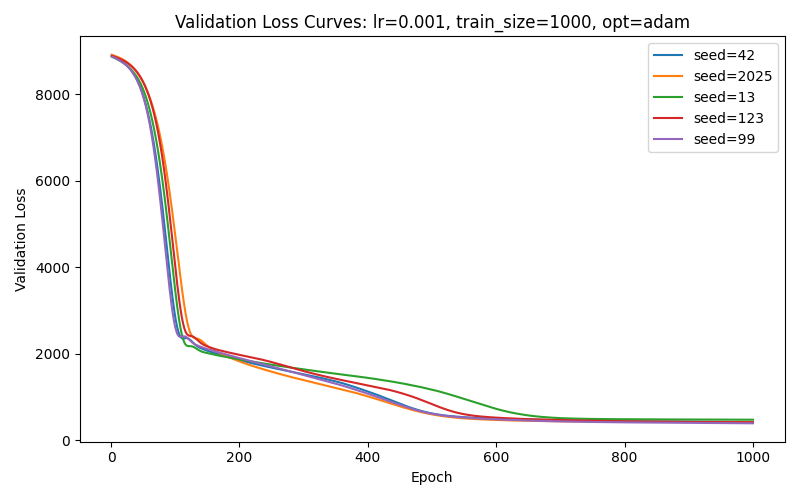 Validation Loss Curves: lr=0.001, train_size=1000, opt=adam
seed=42
seed=2025
seed=13
seed=123
seed=99
Validation Loss
8000
6000
4000
2000
0
0 200 400 600 800 1000
Epoch